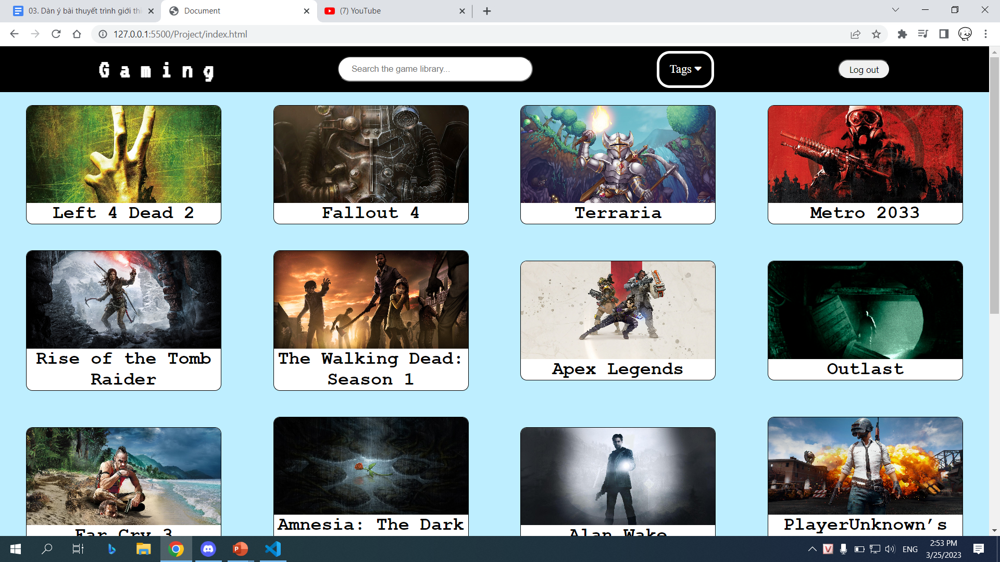 03. Dàn ý bài thuyết trình giới thi
Document
(7) YouTube
127.0.0.1:5500/Project/index.html
Gaming
Search the game library...
Tags
Log out
Left 4 Dead 2
Fallout 4
Terraria
Metro 2033
Rise of the Tomb
Raider
The Walking Dead:
Season 1
Apex Legends
Outlast
Far Cry 3
Amnesia: The Dark
Alan Wake
PlayerUnknown’s
ENG
2:53 PM
3/25/2023